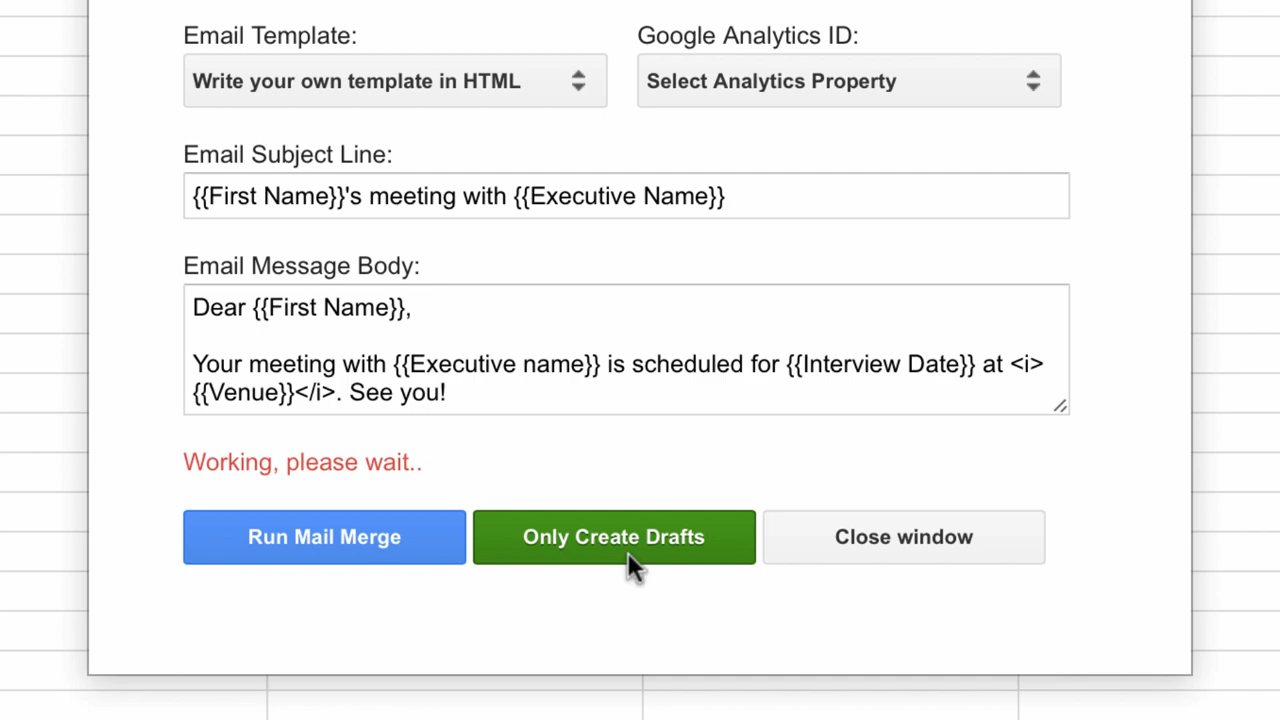 Email Template:
Google Analytics ID:
Write your own template in HTML
Select Analytics Property
Email Subject Line:
{{First Name}}'s meeting with {{Executive Name}}
Email Message Body:
Dear {{First Name}},
Your meeting with {{Executive name}} is scheduled for {{Interview Date}} at <i>
{{Venue}}</i>. See you!
Working, please wait..
Run Mail Merge
Only Create Drafts
Close window